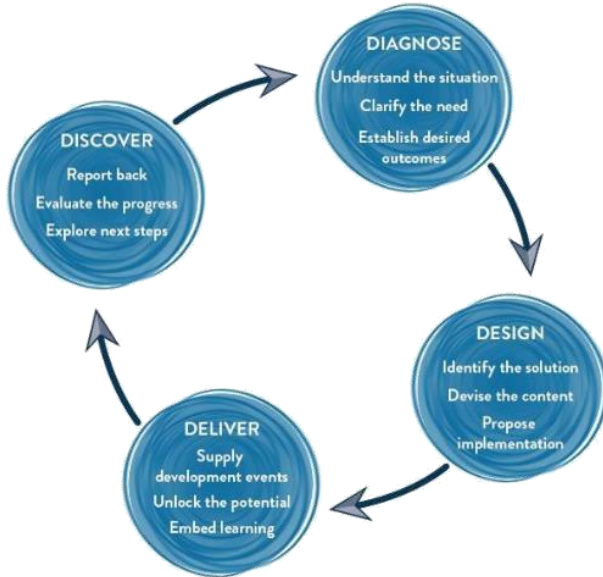 DIAGNOSE
Understand the situation
Clarify the need
Establish desired
outcomes
DESIGN
Identify the solution
Devise the content
Propose
implementation
DELIVER
Supply
development events
Unlock the potential
Embed learning
DISCOVER
Report back
Evaluate the progress
Explore next steps